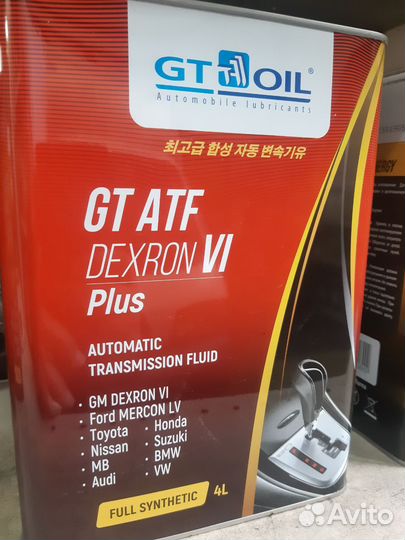 GT OIL®
Automobile lubricants
최고급 합성 자동 변속기유
GT ATF
DEXRON VI
Plus
AUTOMATIC
TRANSMISSION FLUID
• GM DEXRON VI
• Ford MERCON LV
• Toyota
• Nissan
• MB
• Audi
• Honda
• Suzuki
• BMW
• VW
FULL SYNTHETIC 4L
Avito